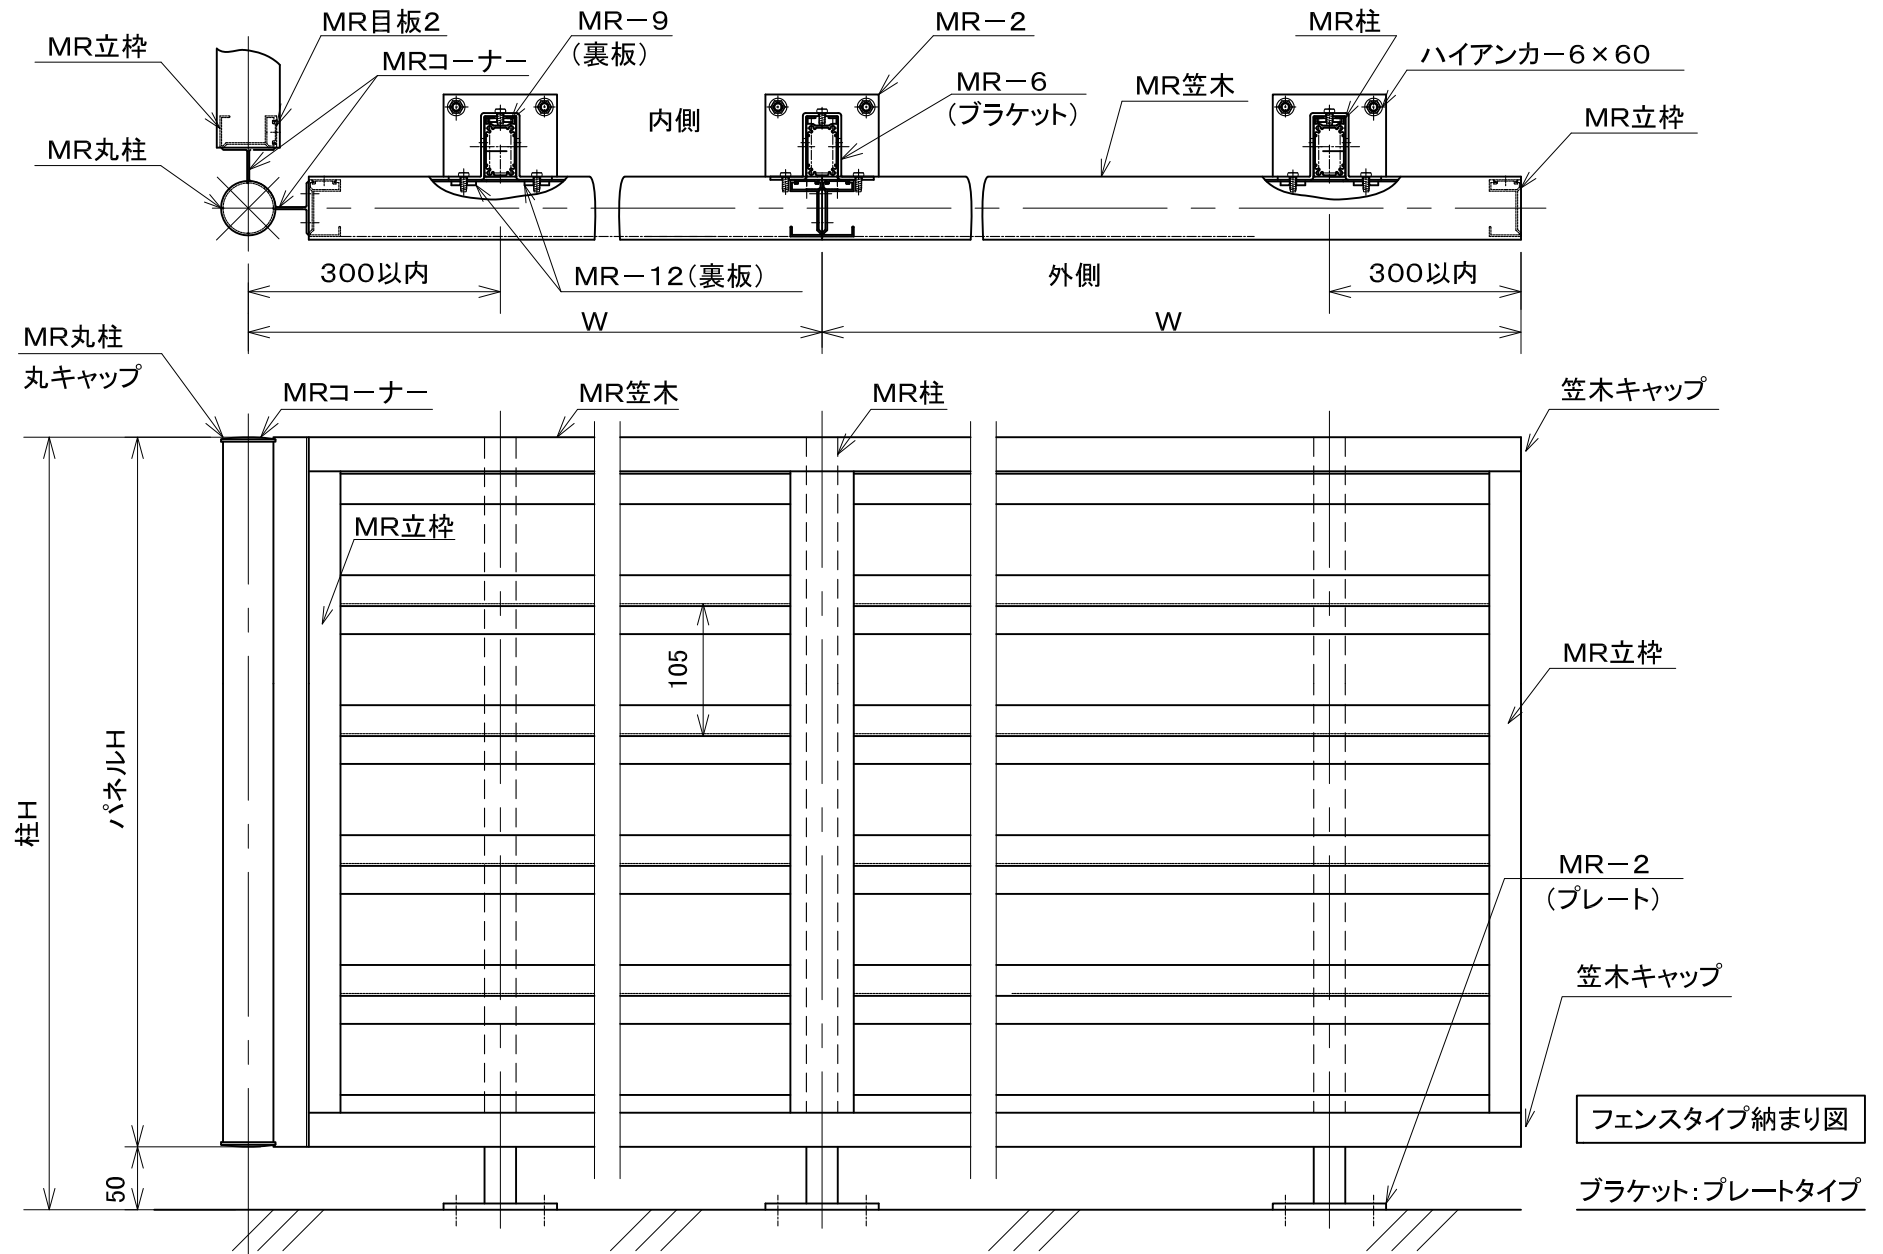 MR立枠
MR目板2
MR−9
(裏板)
MR−2
MR柱
MRコーナー
ハイアンカー6×60
MR−6
(ブラケット)
MR笠木
内側
MR立枠
MR丸柱
300以内
MR−12(裏板)
外側
300以内
W
W
MR丸柱
丸キャップ
MRコーナー
MR笠木
MR柱
笠木キャップ
MR立枠
105
MR立枠
パネルH
柱H
MR−2
(プレート)
笠木キャップ
50
フェンスタイプ納まり図
ブラケット:プレートタイプ